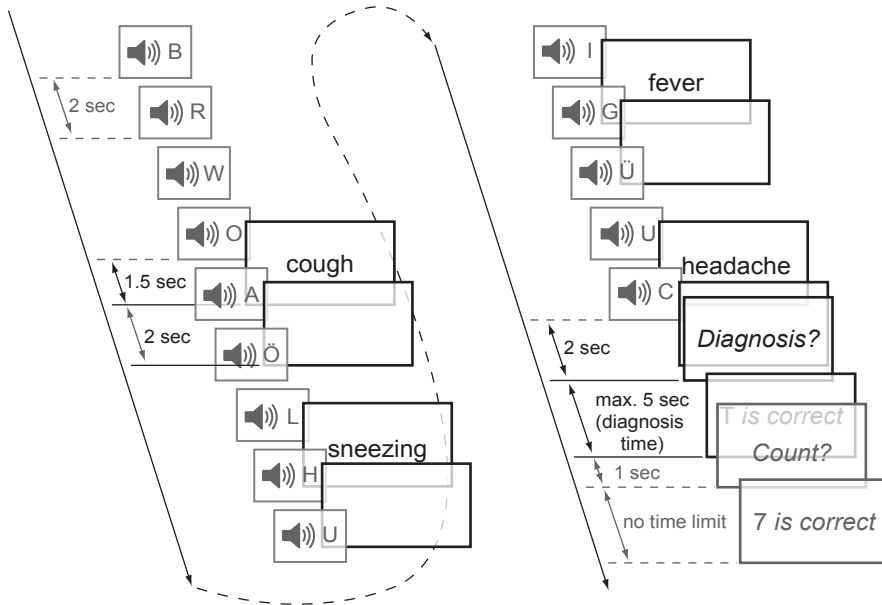 B
2 sec
R
W
O
cough
1.5 sec
A
2 sec
Ö
L
sneezing
H
U
I
fever
G
Ü
U
headache
C
Diagnosis?
2 sec
max. 5 sec
(diagnosis
time)
T is correct
Count?
1 sec
no time limit
7 is correct